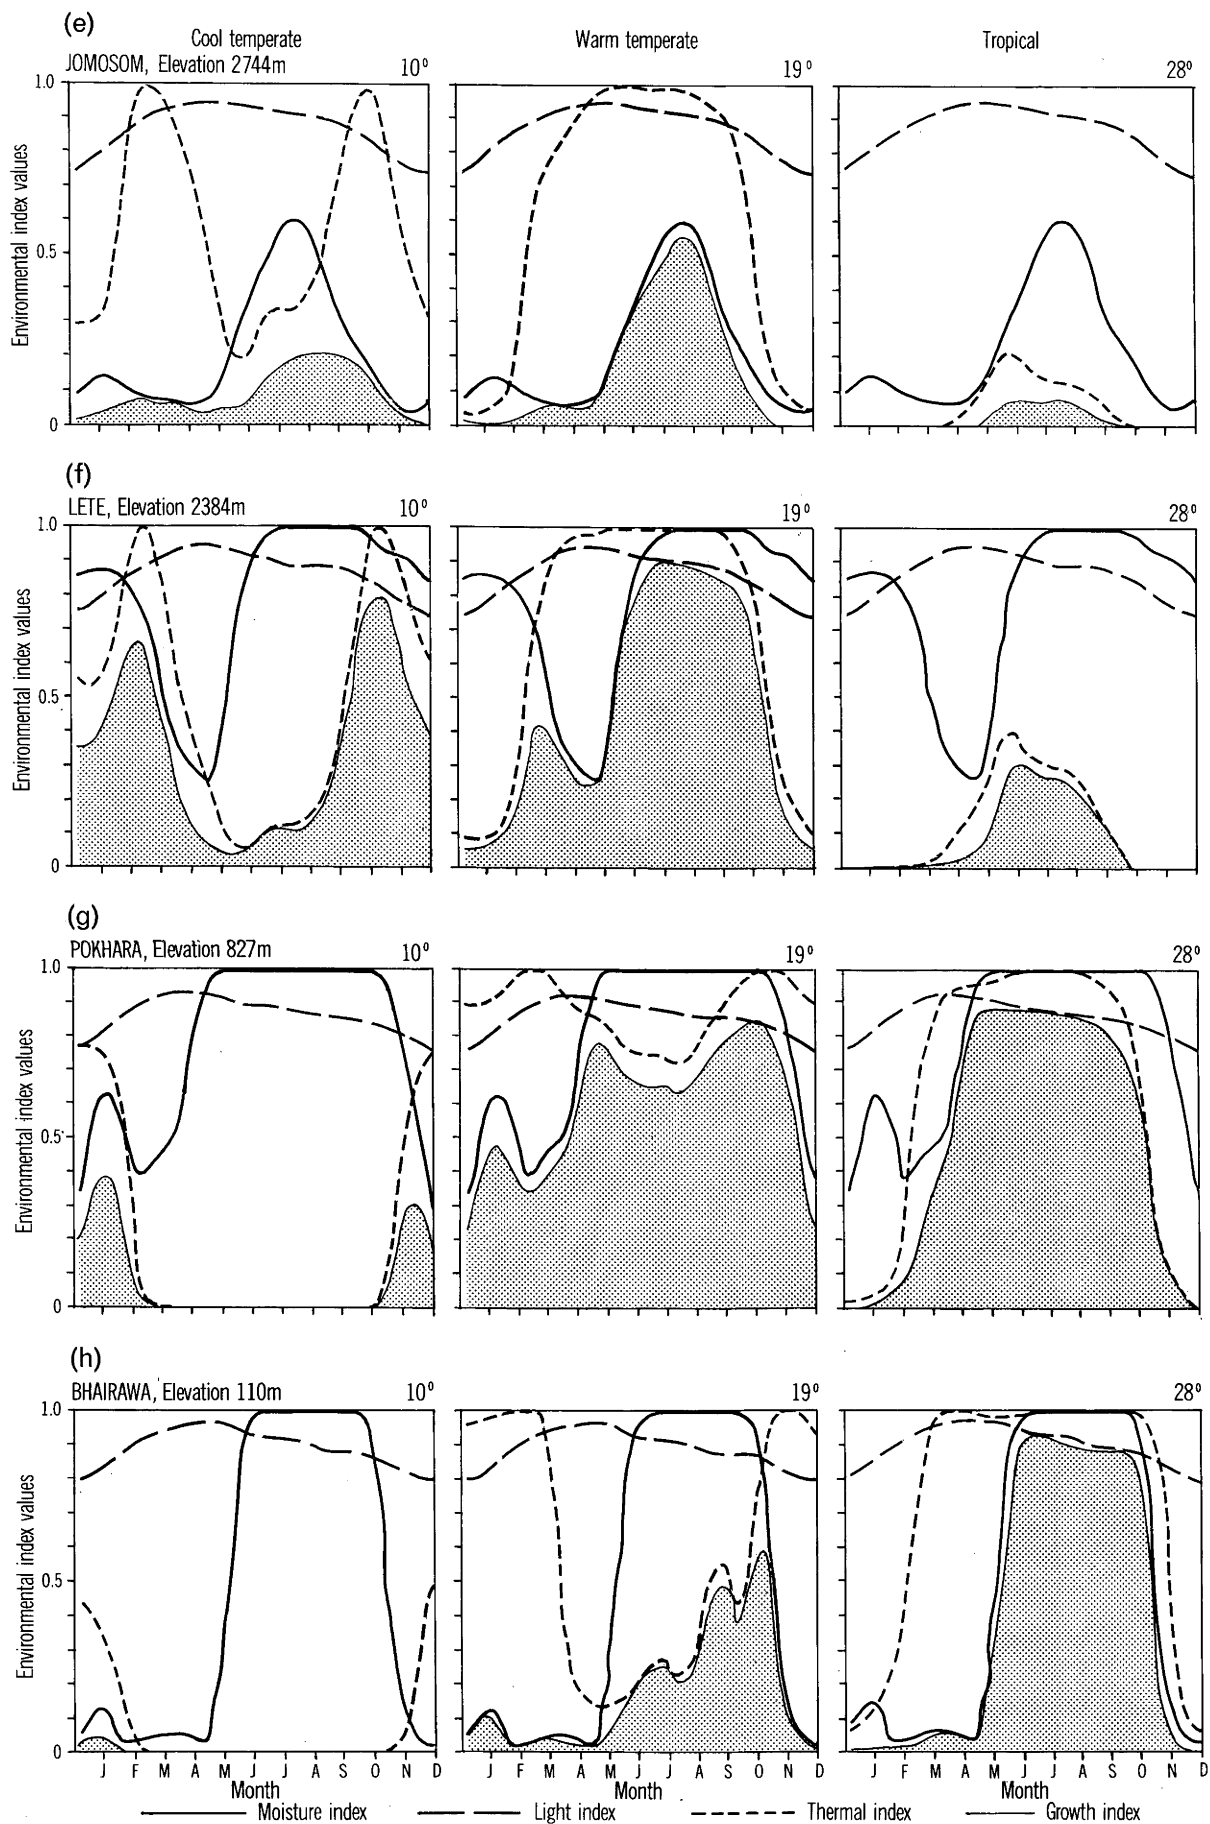 (e)
Cool temperate Warm temperate Tropical
JOMOSOM, Elevation 2744m 10° 19° 28°
1.0
0.5
0
Environmental index values
(f)
LETE, Elevation 2384m 10° 19° 28°
1.0
0.5
0
Environmental index values
(g)
POKHARA, Elevation 827m 10° 19° 28°
1.0
0.5
0
Environmental index values
(h)
BHAIRAWA, Elevation 110m 10° 19° 28°
1.0
0.5
0
Environmental index values
J F M A M J J A S O N D J F M A M J J A S O N D J F M A M J J A S O N D
Month Month Month
Moisture index Light index Thermal index Growth index